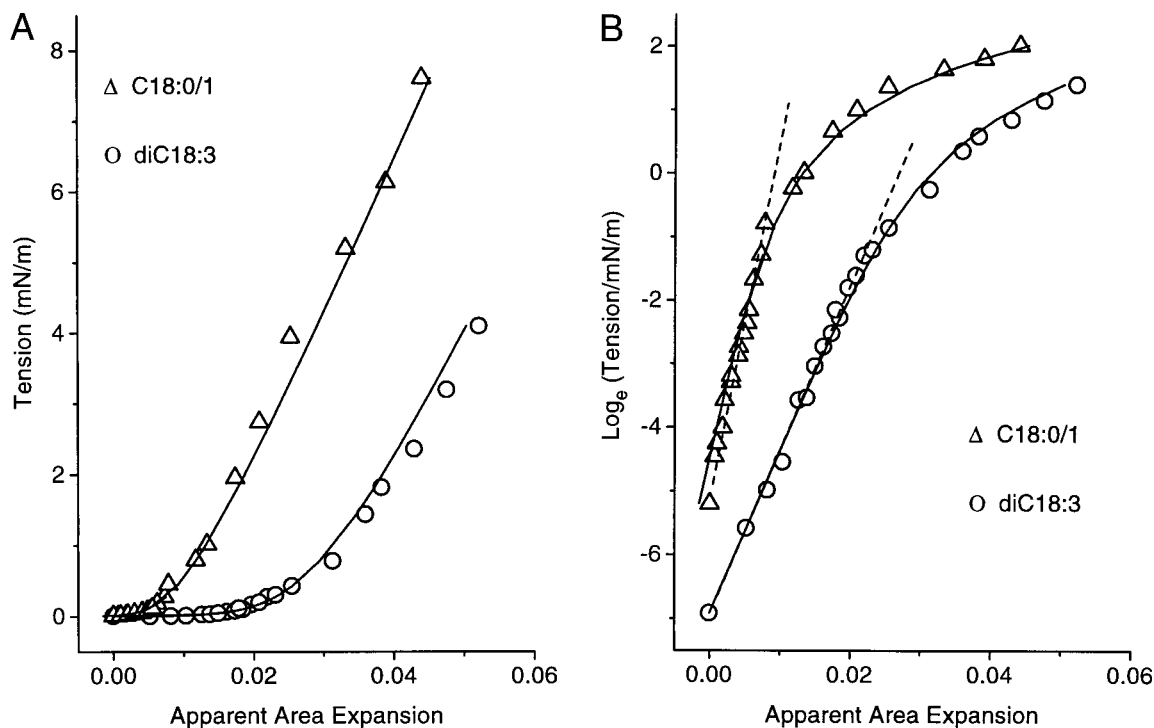 A
Δ C18:0/1
O diC18:3
Tension (mN/m)
8
6
4
2
0
0.00 0.02 0.04 0.06
Apparent Area Expansion
B
Log_e (Tension/mN/m)
2
0
-2
-4
-6
Δ C18:0/1
O diC18:3
0.00 0.02 0.04 0.06
Apparent Area Expansion